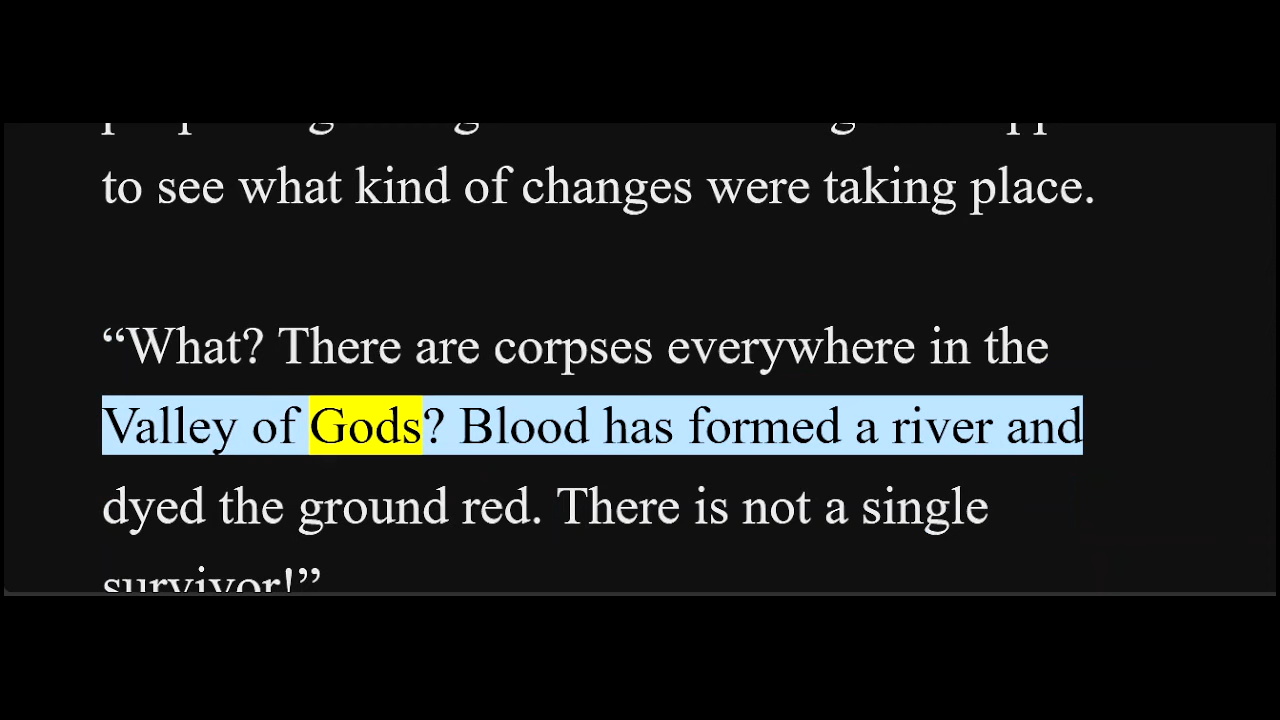 to see what kind of changes were taking place.
“What? There are corpses everywhere in the
Valley of Gods? Blood has formed a river and
dyed the ground red. There is not a single
survivor!”